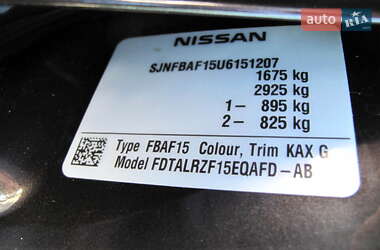 auto RIA
NISSAN
SJNFBAF15U6151207
1675 kg
2925 kg
1- 895 kg
2- 825 kg
Type FBAF15 Colour, Trim KAX G
Model FDTALRZF15EQAFD-AB